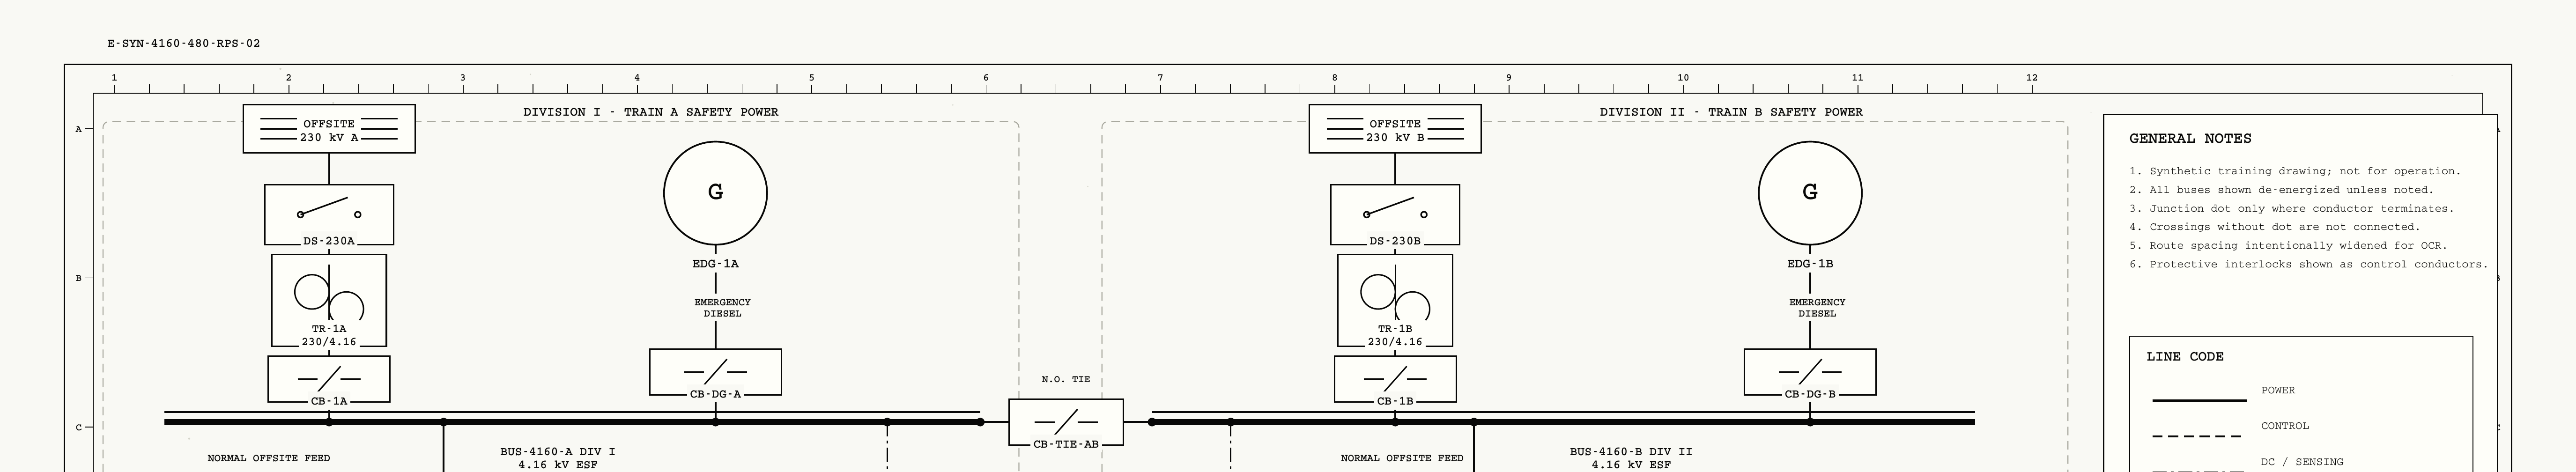 E-SYN-4160-480-RPS-02
1 2 3 4 5 6 7 8 9 10 11 12
A
B
C
DIVISION I - TRAIN A SAFETY POWER
OFFSITE
230 kV A
DS-230A
TR-1A
230/4.16
CB-1A
G
EDG-1A
EMERGENCY
DIESEL
CB-DG-A
NORMAL OFFSITE FEED
BUS-4160-A DIV I
4.16 kV ESF
N.O. TIE
CB-TIE-AB
DIVISION II - TRAIN B SAFETY POWER
OFFSITE
230 kV B
DS-230B
TR-1B
230/4.16
CB-1B
G
EDG-1B
EMERGENCY
DIESEL
CB-DG-B
NORMAL OFFSITE FEED
BUS-4160-B DIV II
4.16 kV ESF
GENERAL NOTES
1. Synthetic training drawing; not for operation.
2. All buses shown de-energized unless noted.
3. Junction dot only where conductor terminates.
4. Crossings without dot are not connected.
5. Route spacing intentionally widened for OCR.
6. Protective interlocks shown as control conductors.
LINE CODE
POWER
CONTROL
DC / SENSING